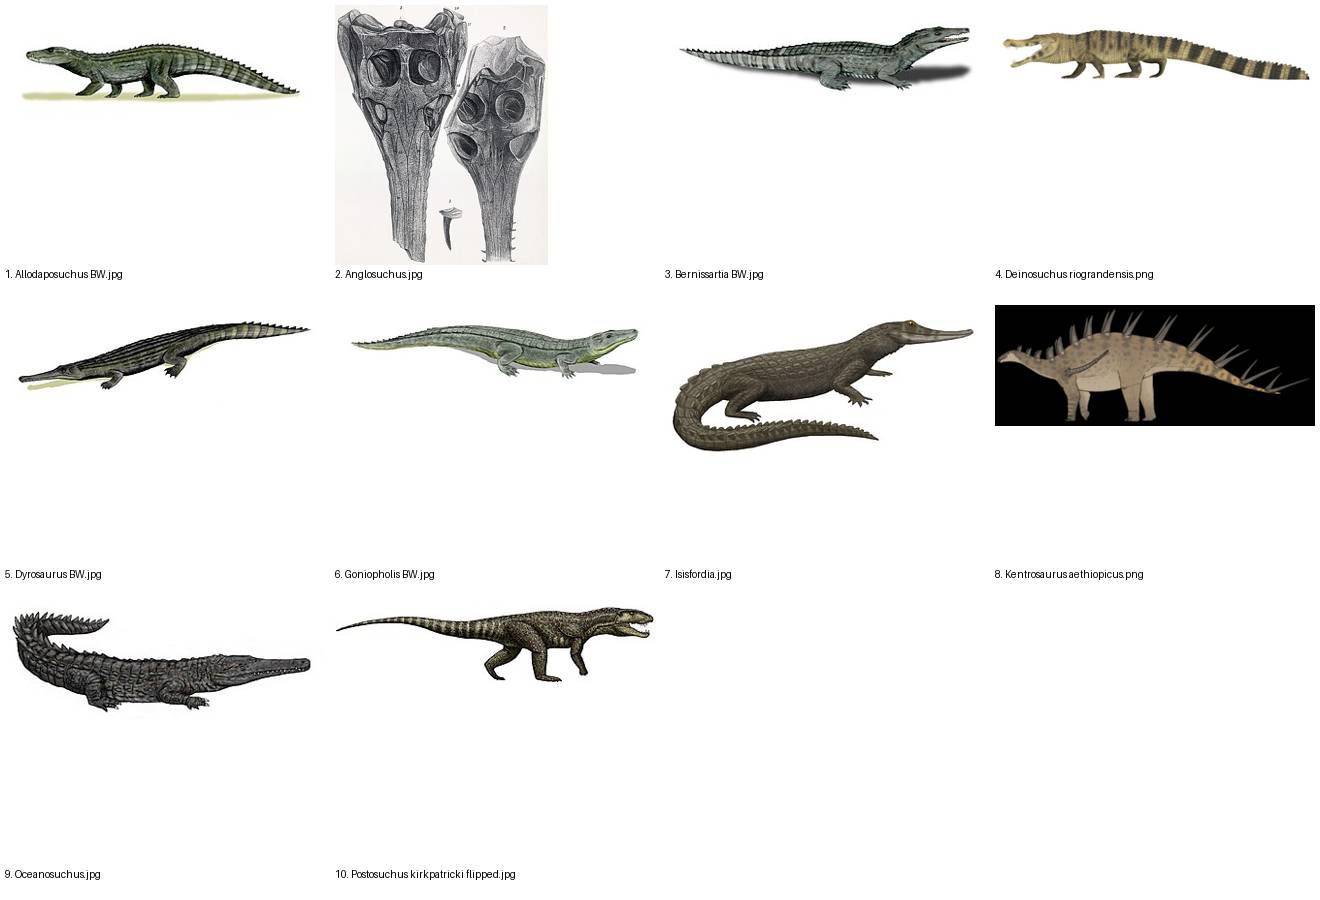 1. Allodaposuchus BW.jpg
2. Anglosuchus.jpg
3. Bernissartia BW.jpg
4. Deinosuchus riograndensis.png
5. Dyrosaurus BW.jpg
6. Goniopholis BW.jpg
7. Isisfordia.jpg
8. Kentrosaurus aethiopicus.png
9. Oceanosuchus.jpg
10. Postosuchus kirkpatricki flipped.jpg